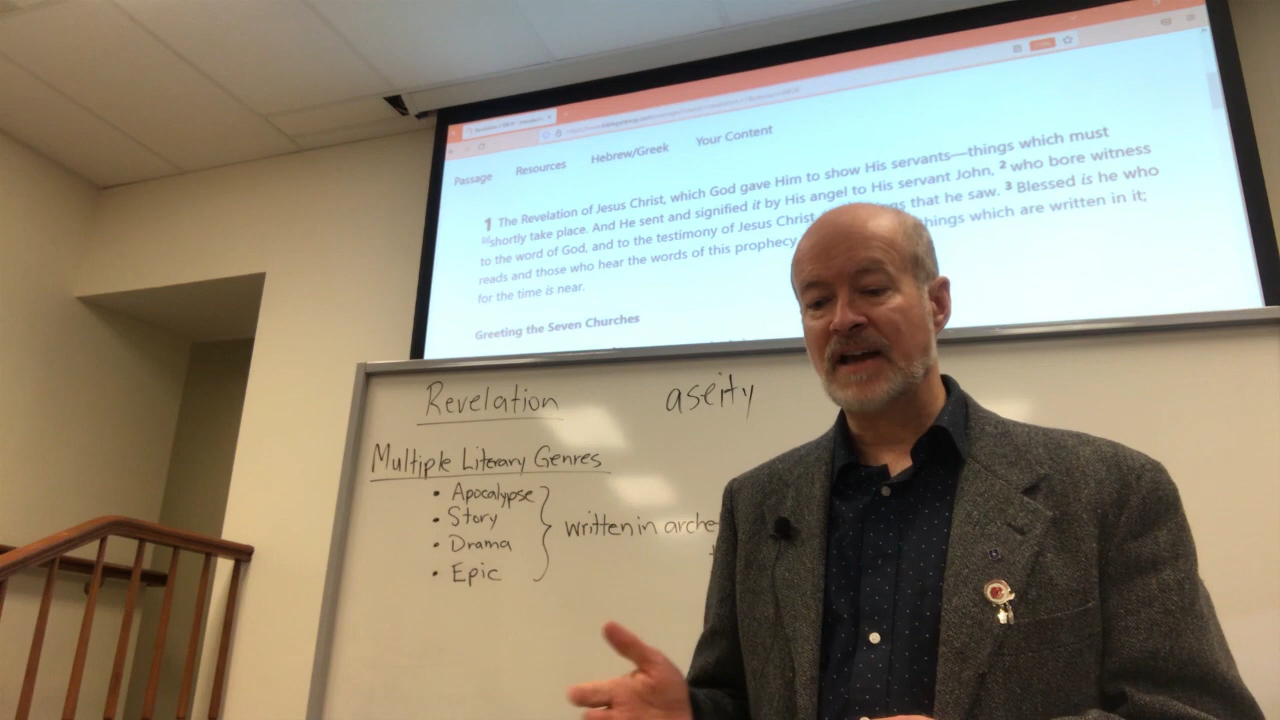 Passage Resources Hebrew/Greek Your Content
1 The Revelation of Jesus Christ, which God gave Him to show His servants—things which must
shortly take place. And He sent and signified it by His angel to His servant John, 2 who bore witness
to the word of God, and to the testimony of Jesus Christ that he saw. 3 Blessed is he who
reads and those who hear the words of this prophecy things which are written in it;
for the time is near.
Greeting the Seven Churches
Revelation aseity
Multiple Literary Genres
• Apocalypse
• Story
• Drama
• Epic
written in arche